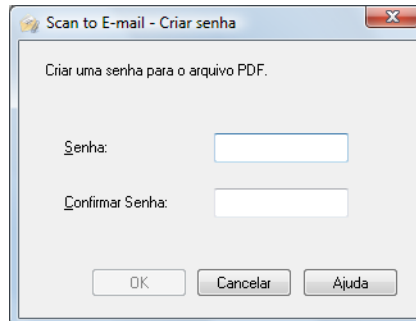 Scan to E-mail - Criar senha
Criar uma senha para o arquivo PDF.
Senha:
Confirmar Senha:
OK Cancelar Ajuda